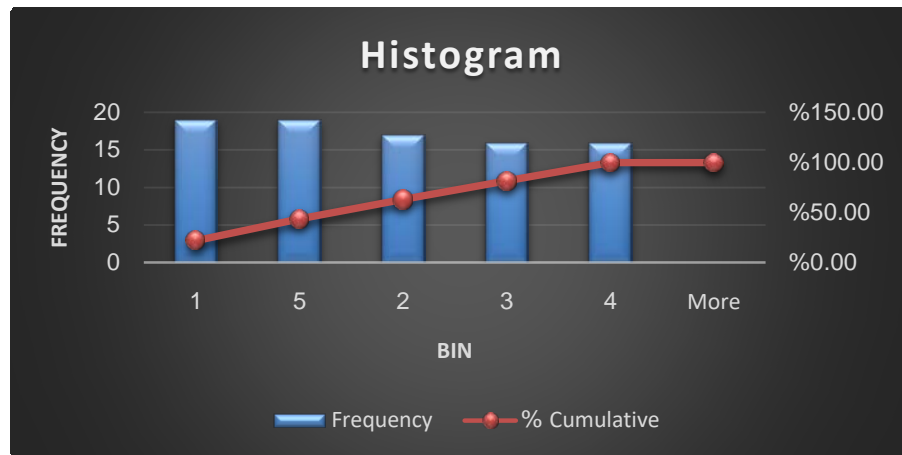 Histogram
20
15
10
5
0
FREQUENCY
%150.00
%100.00
%50.00
%0.00
1 5 2 3 4 More
BIN
Frequency % Cumulative